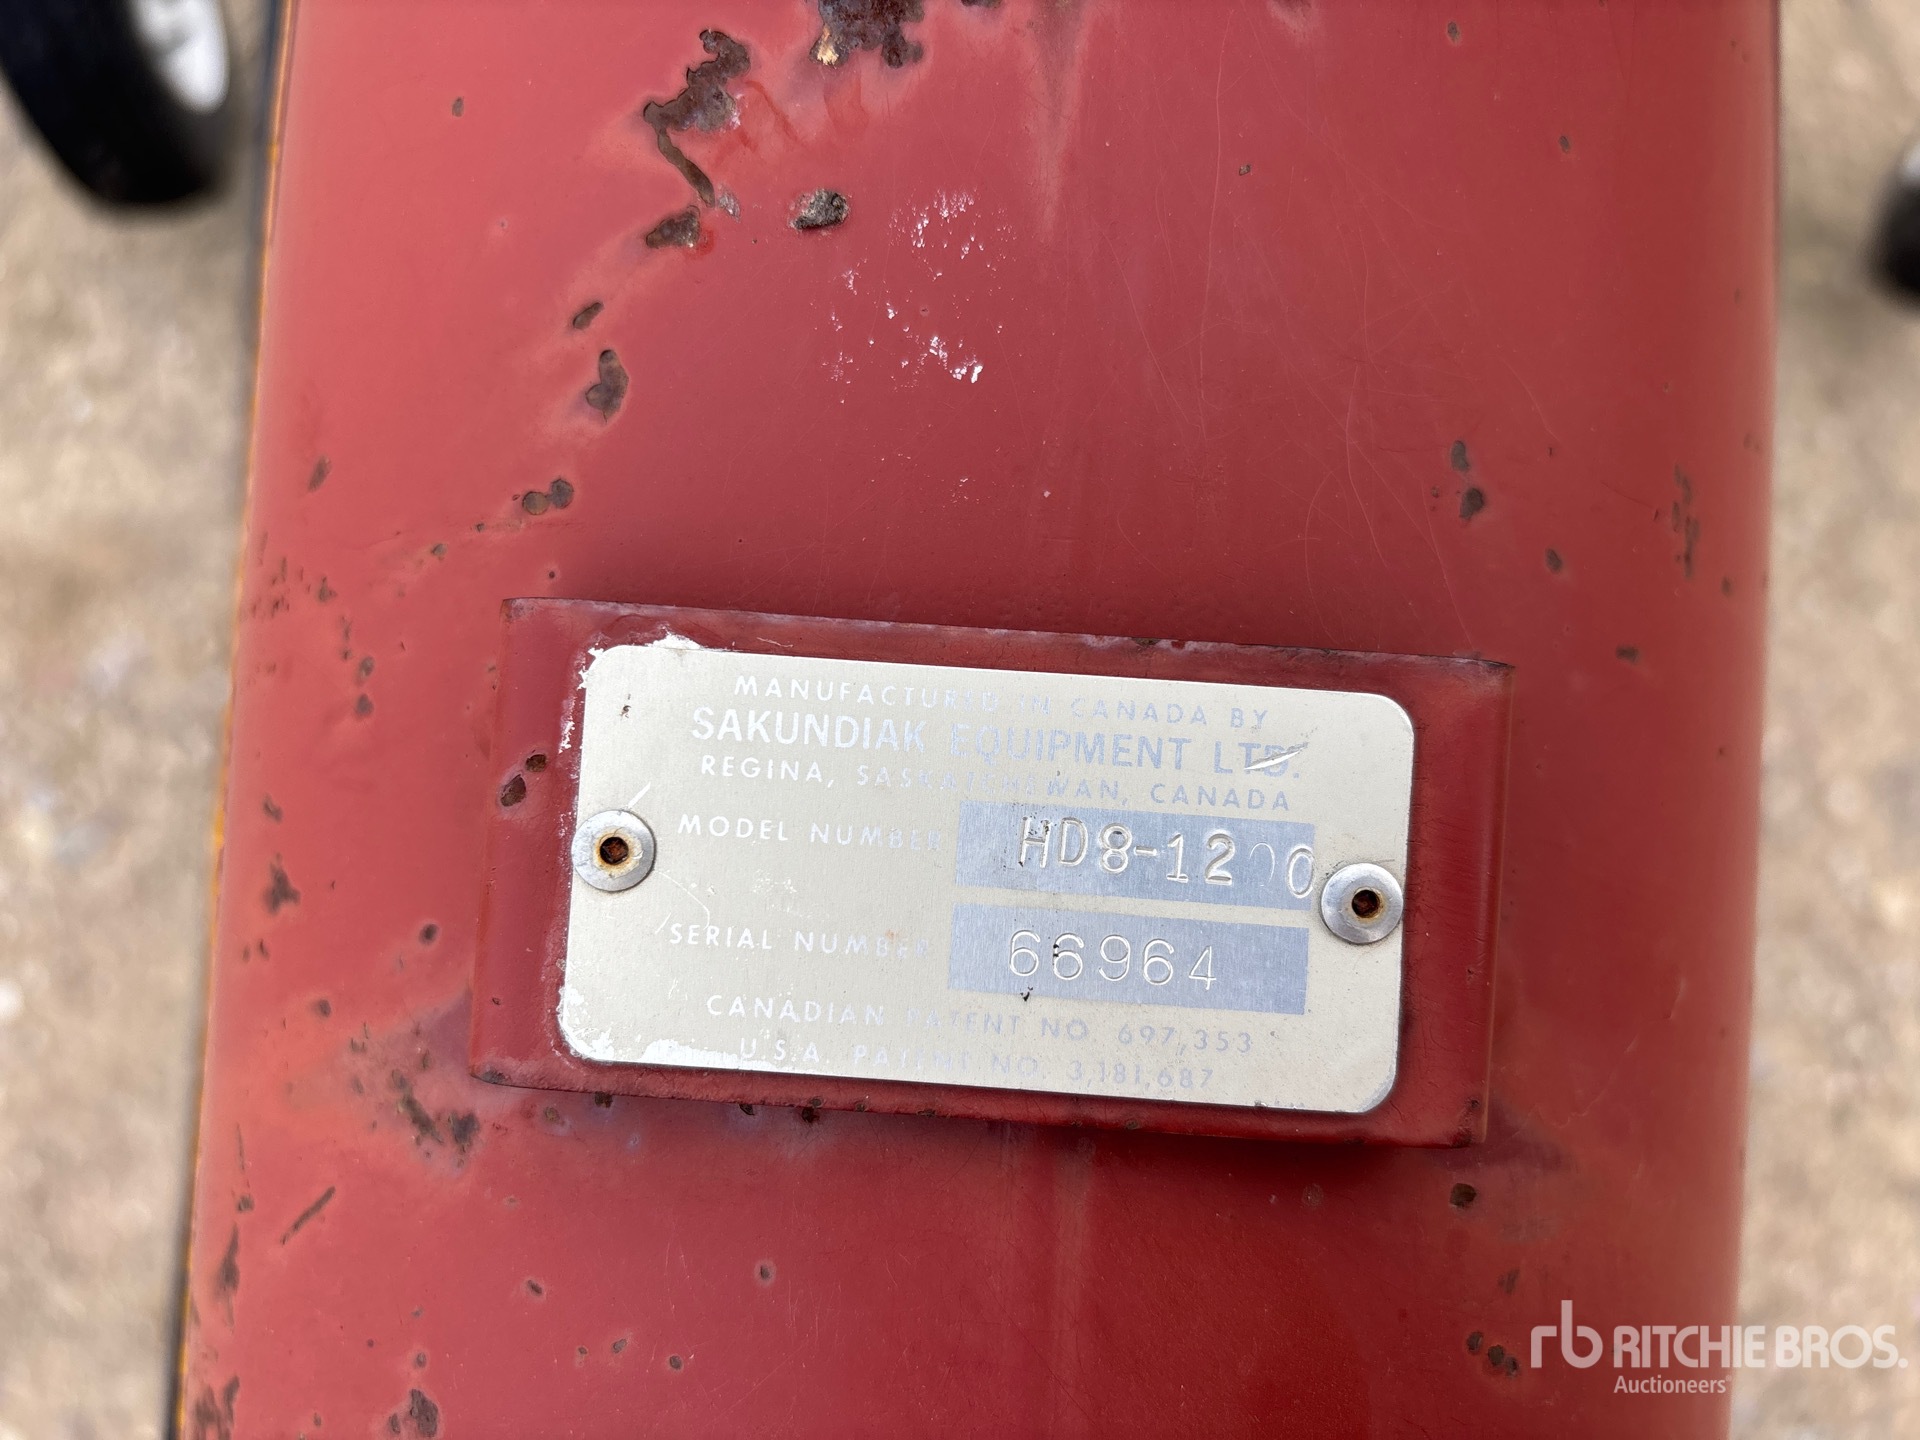 MANUFACTURED IN CANADA BY
SAKUNDIAK EQUIPMENT LTD.
REGINA, SASKATCHEWAN, CANADA
MODEL NUMBER HD8-1200
SERIAL NUMBER 66964
CANADIAN PATENT NO. 697,353
U.S.A. PATENT NO. 3,181,687
rb RITCHIE BROS.
Auctioneers